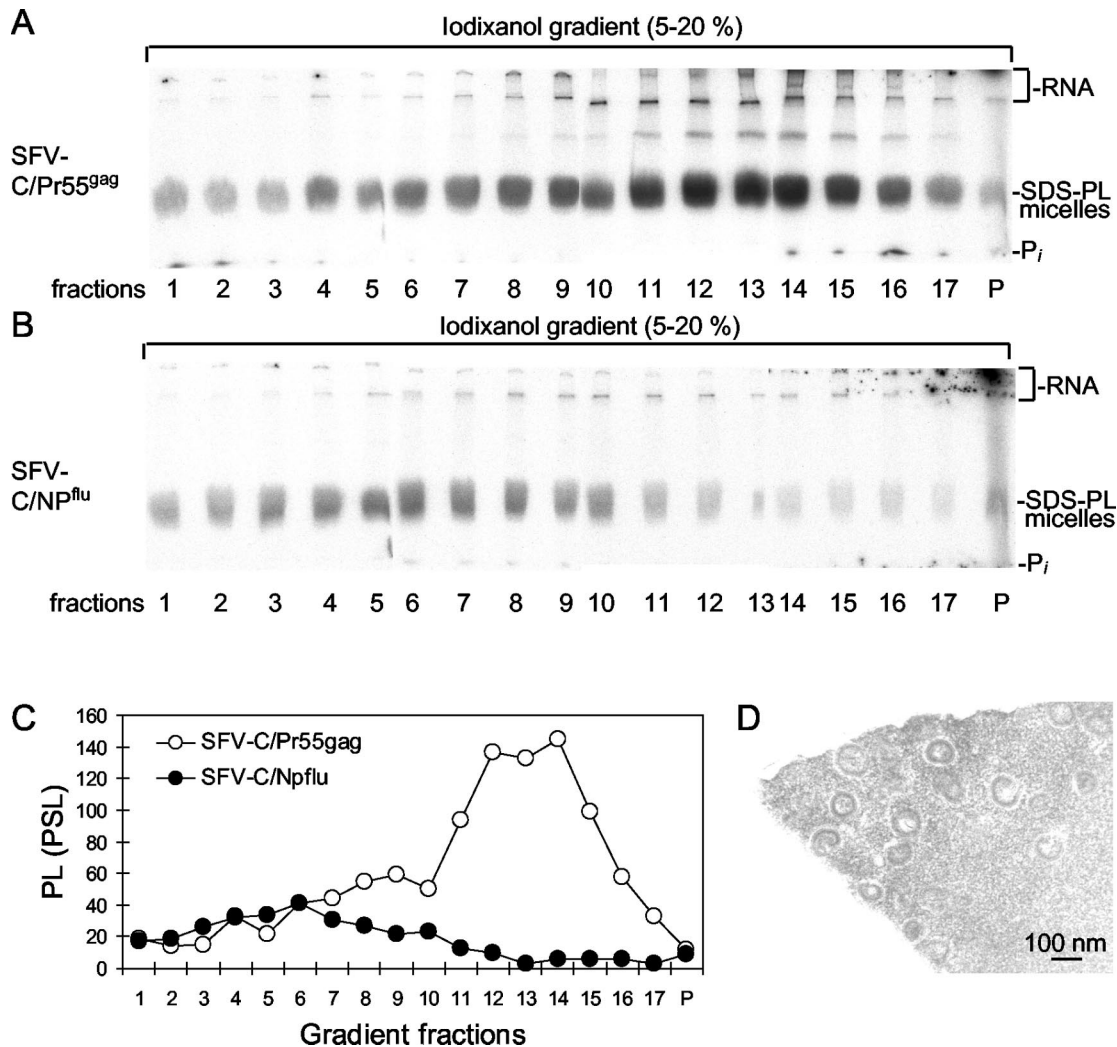 A
Iodixanol gradient (5-20 %)
-RNA
SFV-
C/Pr55gag
-SDS-PL
micelles
-Pi
fractions 1 2 3 4 5 6 7 8 9 10 11 12 13 14 15 16 17 P
B
Iodixanol gradient (5-20 %)
-RNA
SFV-
C/NPflu
-SDS-PL
micelles
-Pi
fractions 1 2 3 4 5 6 7 8 9 10 11 12 13 14 15 16 17 P
C
PL (PSL)
160
140
120
100
80
60
40
20
0
SFV-C/Pr55gag
SFV-C/Npflu
1 2 3 4 5 6 7 8 9 10 11 12 13 14 15 16 17 P
Gradient fractions
D
100 nm